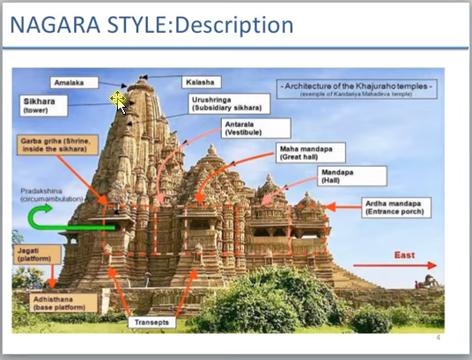 NAGARA STYLE:Description
- Architecture of the Khajuraho temples -
(example of Kandariya Mahadeva temple)
Amalaka
Kalasha
Sikhara
(tower)
Urushringa
(Subsidiary sikhara)
Antarala
(Vestibule)
Garba griha (Shrine,
inside the sikhara)
Maha mandapa
(Great hall)
Mandapa
(Hall)
Pradakshina
(circumambulation)
Ardha mandapa
(Entrance porch)
Jagati
(platform)
East
Adhisthana
(base platform)
Transepts
4